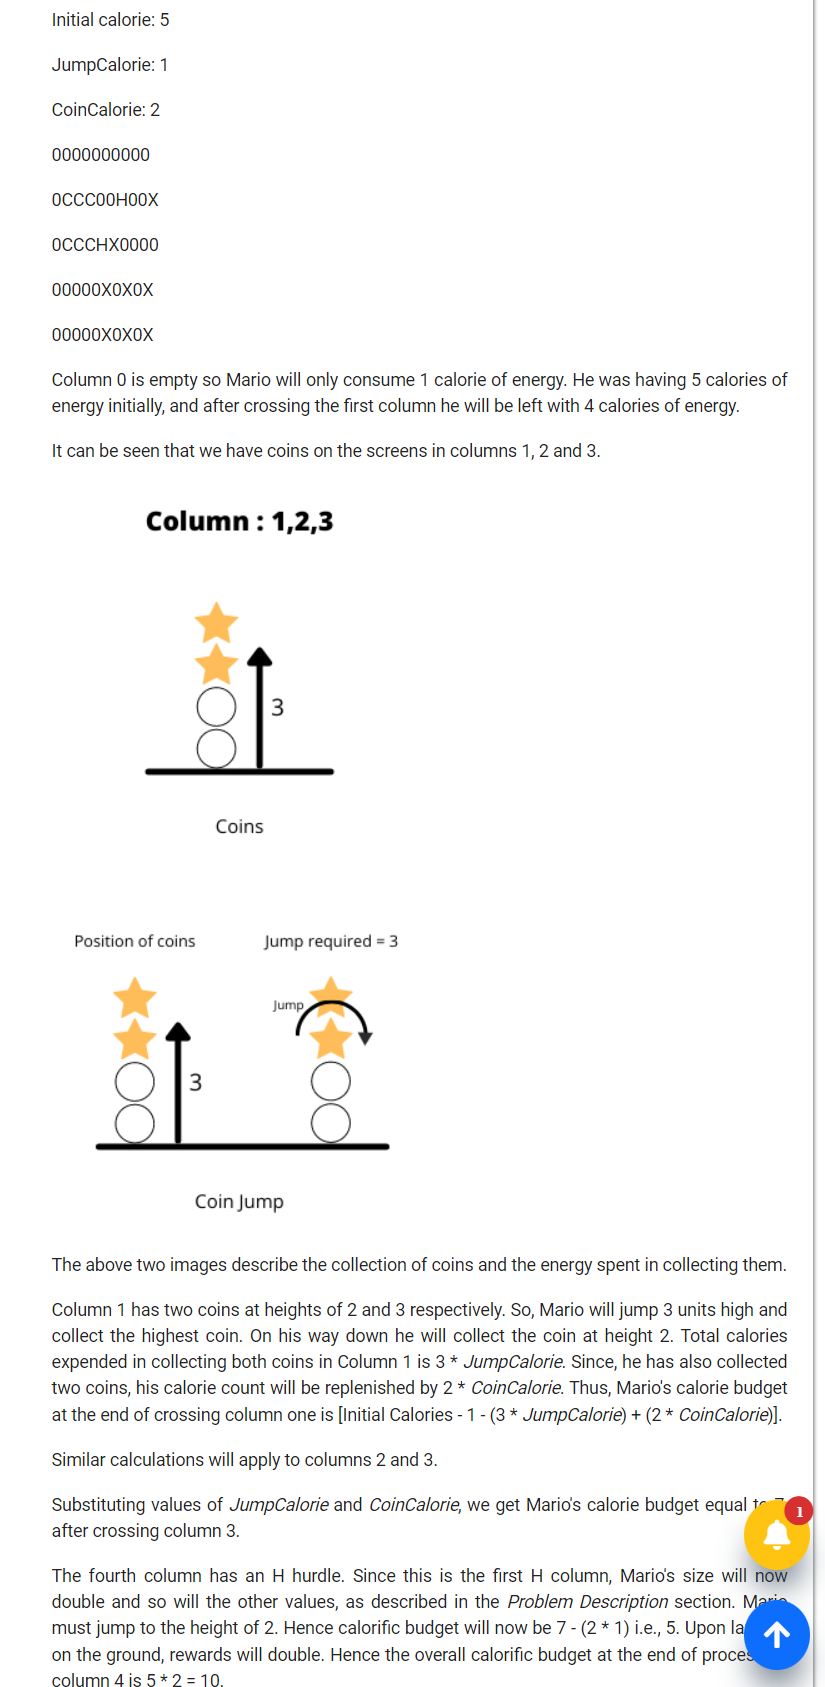 Initial calorie: 5
JumpCalorie: 1
CoinCalorie: 2
0000000000
0CCC00H00X
0CCCHX0000
00000X0X0X
00000X0X0X
Column 0 is empty so Mario will only consume 1 calorie of energy. He was having 5 calories of
energy initially, and after crossing the first column he will be left with 4 calories of energy.
It can be seen that we have coins on the screens in columns 1, 2 and 3.
Column : 1,2,3
3
Coins
Position of coins
Jump required = 3
Jump
3
Coin Jump
The above two images describe the collection of coins and the energy spent in collecting them.
Column 1 has two coins at heights of 2 and 3 respectively. So, Mario will jump 3 units high and
collect the highest coin. On his way down he will collect the coin at height 2. Total calories
expended in collecting both coins in Column 1 is 3 * JumpCalorie. Since, he has also collected
two coins, his calorie count will be replenished by 2 * CoinCalorie. Thus, Mario's calorie budget
at the end of crossing column one is [Initial Calories - 1 - (3 * JumpCalorie) + (2 * CoinCalorie)].
Similar calculations will apply to columns 2 and 3.
Substituting values of JumpCalorie and CoinCalorie, we get Mario's calorie budget equal
1
after crossing column 3.
The fourth column has an H hurdle. Since this is the first H column, Mario's size will now
double and so will the other values, as described in the Problem Description section.
must jump to the height of 2. Hence calorific budget will now be 7 - (2 * 1) i.e., 5. Upon
on the ground, rewards will double. Hence the overall calorific budget at the end of
column 4 is 5 * 2 = 10.